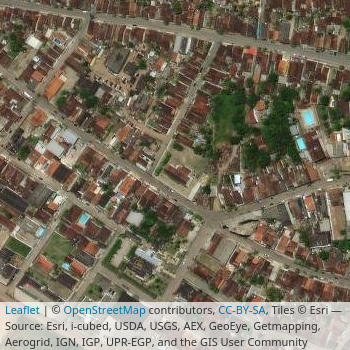 Leaflet | © OpenStreetMap contributors, CC-BY-SA, Tiles © Esri —
Source: Esri, i-cubed, USDA, USGS, AEX, GeoEye, Getmapping,
Aerogrid, IGN, IGP, UPR-EGP, and the GIS User Community